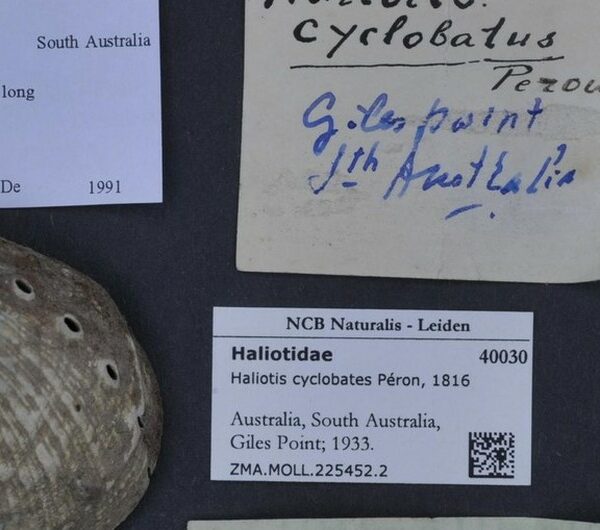 South Australia
long
De 1991
Cyclobatus
Perou
Giles point
Sth Australia
NCB Naturalis - Leiden
Haliotidae 40030
Haliotis cyclobates Péron, 1816
Australia, South Australia,
Giles Point; 1933.
ZMA.MOLL.225452.2